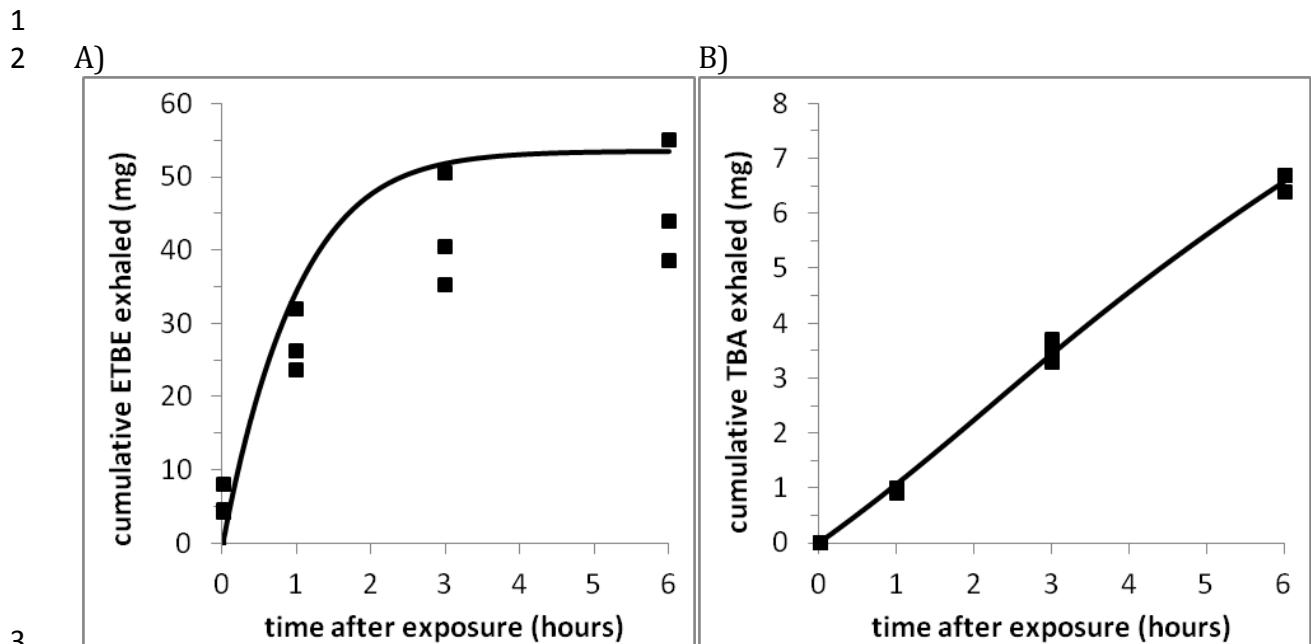 1
2 A) B)
60
50
40
30
20
10
0
cumulative ETBE exhaled (mg)
0 1 2 3 4 5 6
time after exposure (hours)
8
7
6
5
4
3
2
1
0
cumulative TBA exhaled (mg)
0 1 2 3 4 5 6
time after exposure (hours)
3